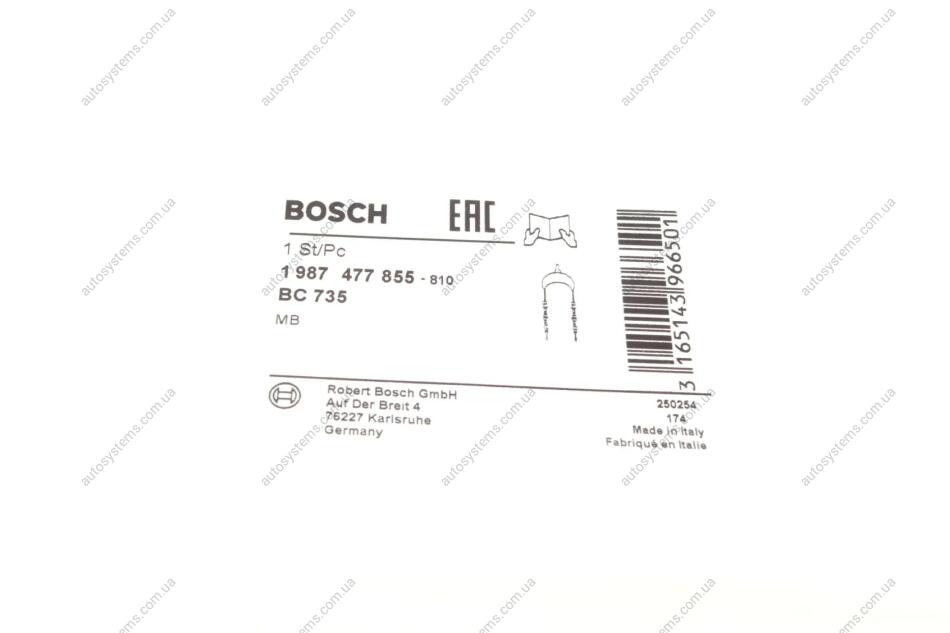 BOSCH
EAC
1 St/Pc
1 987 477 855 - 810
BC 735
MB
3 165143 966501
Robert Bosch GmbH
Auf Der Breit 4
76227 Karlsruhe
Germany
250254
174
Made in Italy
Fabriqué en Italie
autosystems.com.ua